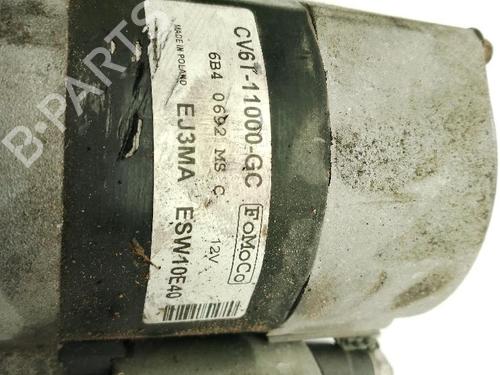 CV6T-11000-GC
6B4 0692 MS C
FoMoCo
MADE IN POLAND
12V
EJ3MA ESW10E40
B-PARTS